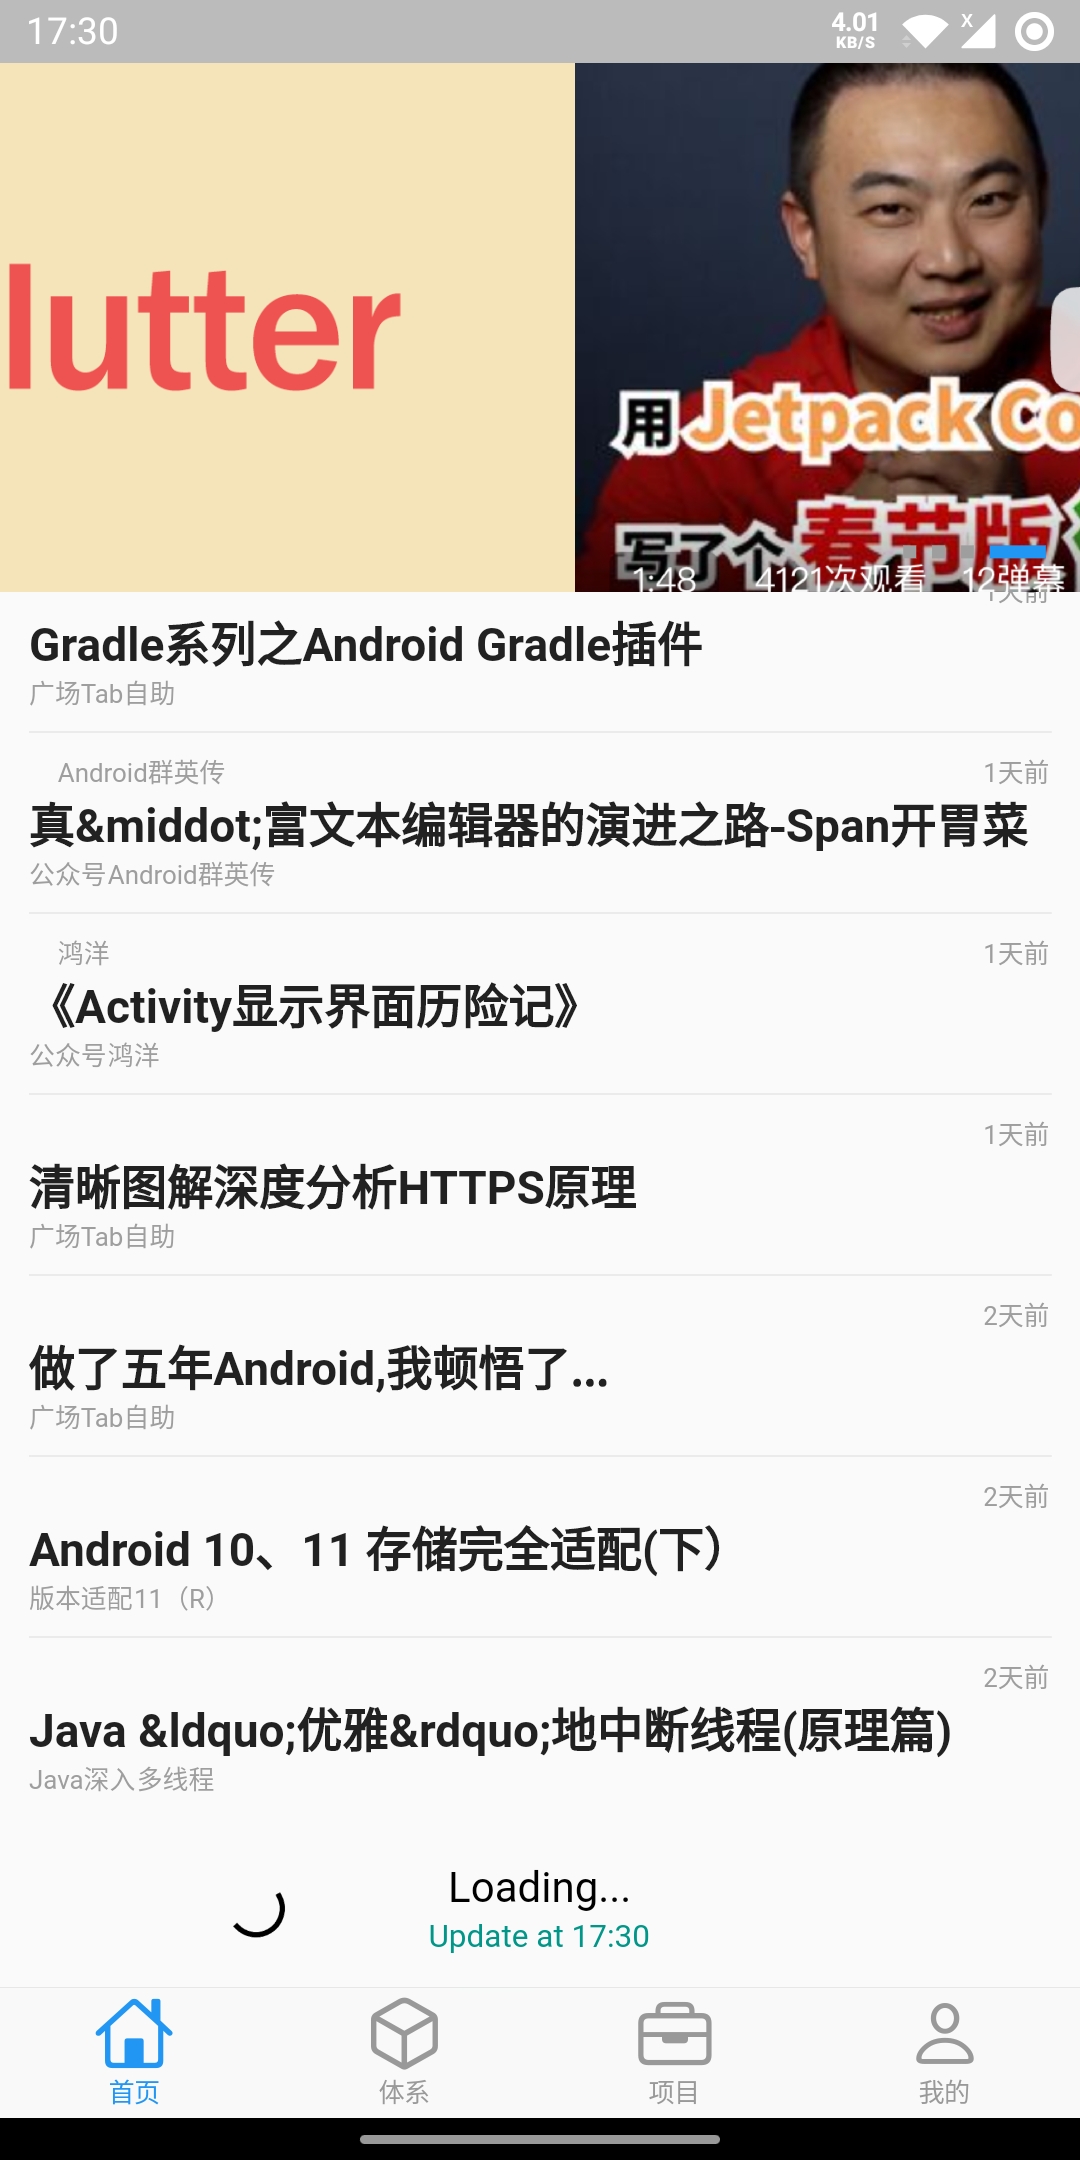 17:30
4.01
KB/S
lutter
用Jetpack Co
写了个春节版
1:48 4121次观看 12弹幕
1天前
Gradle系列之Android Gradle插件
广场Tab自助
Android群英传 1天前
真&middot;富文本编辑器的演进之路-Span开胃菜
公众号Android群英传
鸿洋 1天前
《Activity显示界面历险记》
公众号鸿洋
1天前
清晰图解深度分析HTTPS原理
广场Tab自助
2天前
做了五年Android,我顿悟了...
广场Tab自助
2天前
Android 10、11 存储完全适配(下）
版本适配11（R）
2天前
Java &ldquo;优雅&rdquo;地中断线程(原理篇)
Java深入多线程
Loading...
Update at 17:30
首页 体系 项目 我的